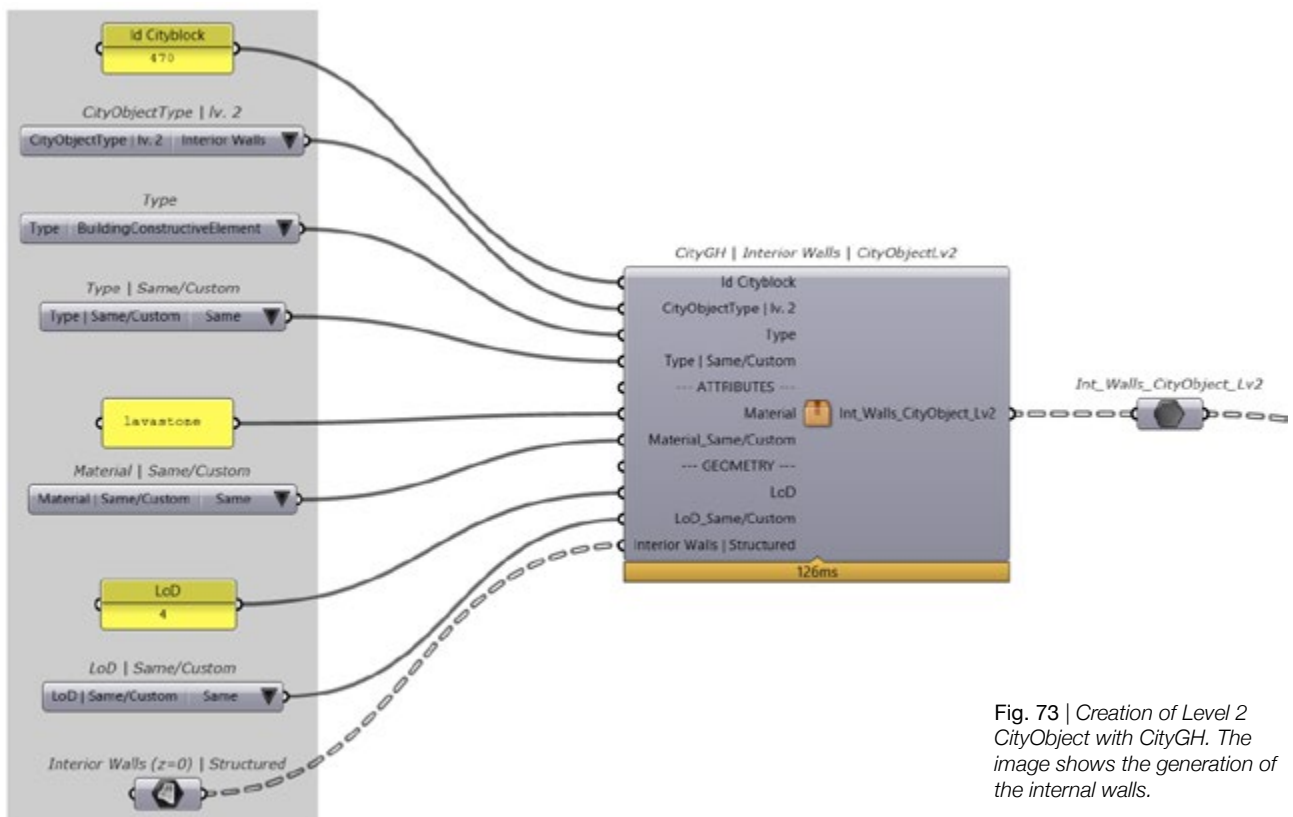 Id Cityblock
470
CityObjectType | lv. 2
CityObjectType | lv. 2 Interior Walls
Type
Type BuildingConstructiveElement
Type | Same/Custom
Type | Same/Custom Same
lavastone
Material | Same/Custom
Material | Same/Custom Same
LoD
4
LoD | Same/Custom
LoD | Same/Custom Same
Interior Walls (z=0) | Structured
CityGH | Interior Walls | CityObjectLv2
Id Cityblock
CityObjectType | lv. 2
Type
Type | Same/Custom
--- ATTRIBUTES ---
Material
Material_Same/Custom
--- GEOMETRY ---
LoD
LoD_Same/Custom
Interior Walls | Structured
Int_Walls_CityObject_Lv2
126ms
Int_Walls_CityObject_Lv2
Fig. 73 | Creation of Level 2
CityObject with CityGH. The
image shows the generation of
the internal walls.